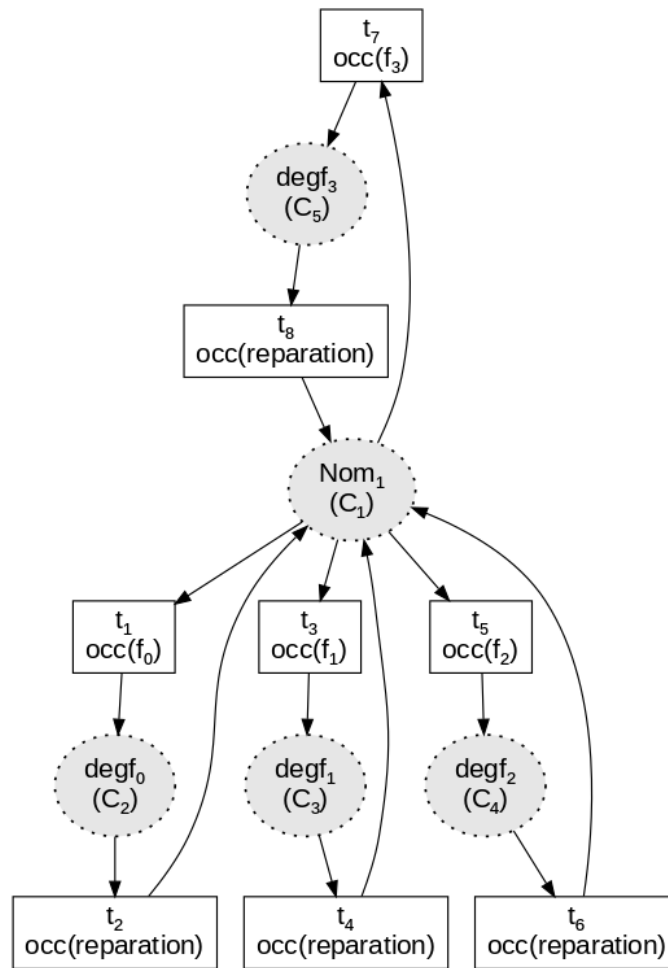 t₇
occ(f₃)
degf₃
(C₅)
t₈
occ(reparation)
Nom₁
(C₁)
t₁
occ(f₀)
t₃
occ(f₁)
t₅
occ(f₂)
degf₀
(C₂)
degf₁
(C₃)
degf₂
(C₄)
t₂
occ(reparation)
t₄
occ(reparation)
t₆
occ(reparation)